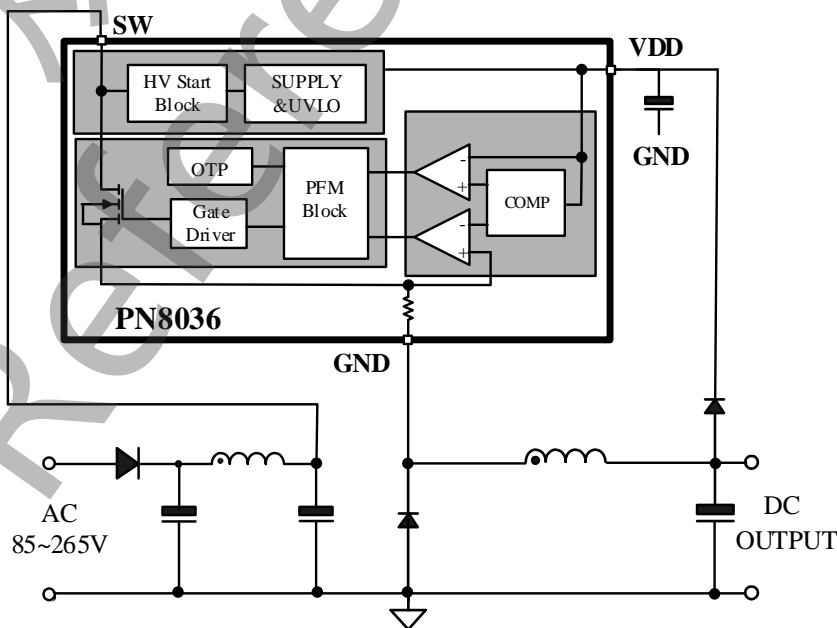 SW
VDD
HV Start
Block
SUPPLY
&UVLO
GND
OTP
PFM
Block
Gate
Driver
-
+
-
+
COMP
PN8036
GND
AC
85~265V
DC
OUTPUT
Refere